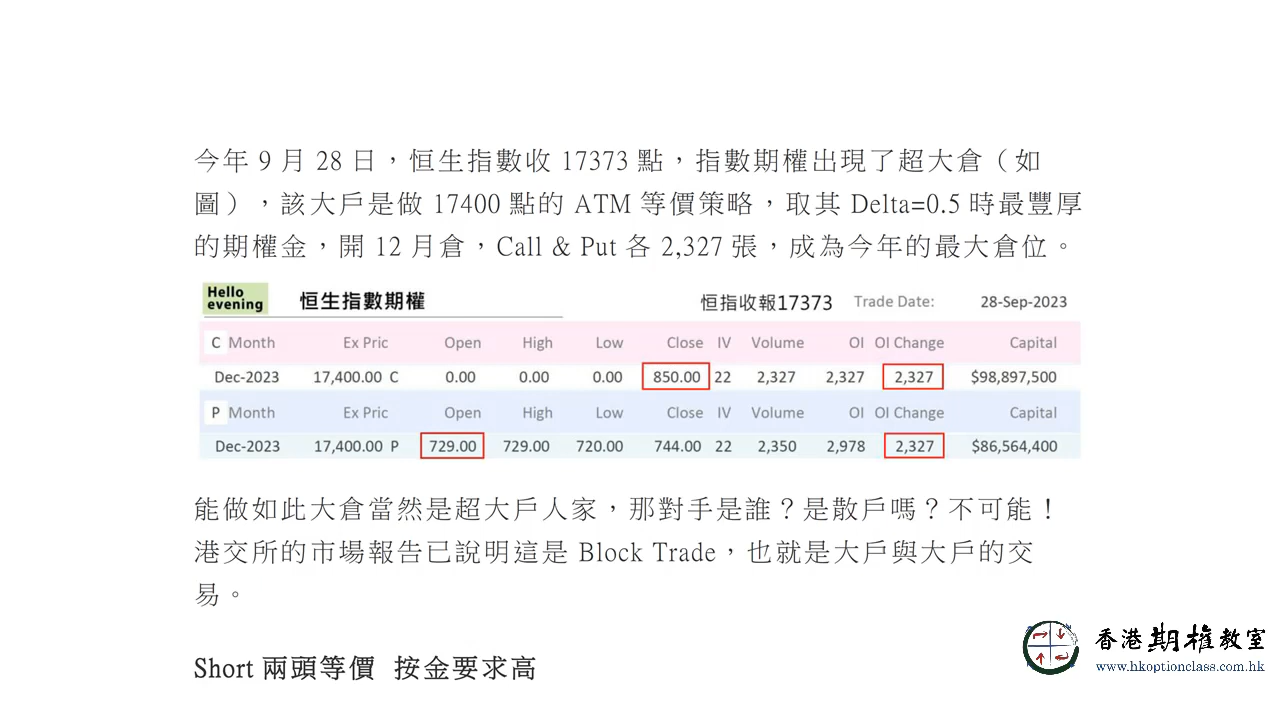 今年 9 月 28 日，恒生指數收 17373 點，指數期權出現了超大倉（如
圖），該大戶是做 17400 點的 ATM 等價策略，取其 Delta=0.5 時最豐厚
的期權金，開 12 月倉，Call & Put 各 2,327 張，成為今年的最大倉位。
Hello evening 恒生指數期權 恒指收報17373 Trade Date: 28-Sep-2023
C Month Ex Pric Open High Low Close IV Volume OI OI Change Capital
Dec-2023 17,400.00 C 0.00 0.00 0.00 850.00 22 2,327 2,327 2,327 $98,897,500
P Month Ex Pric Open High Low Close IV Volume OI OI Change Capital
Dec-2023 17,400.00 P 729.00 729.00 720.00 744.00 22 2,350 2,978 2,327 $86,564,400
能做如此大倉當然是超大戶人家，那對手是誰？是散戶嗎？不可能！
港交所的市場報告已說明這是 Block Trade，也就是大戶與大戶的交
易。
Short 兩頭等價 按金要求高
香港期權教室
www.hkoptionclass.com.hk